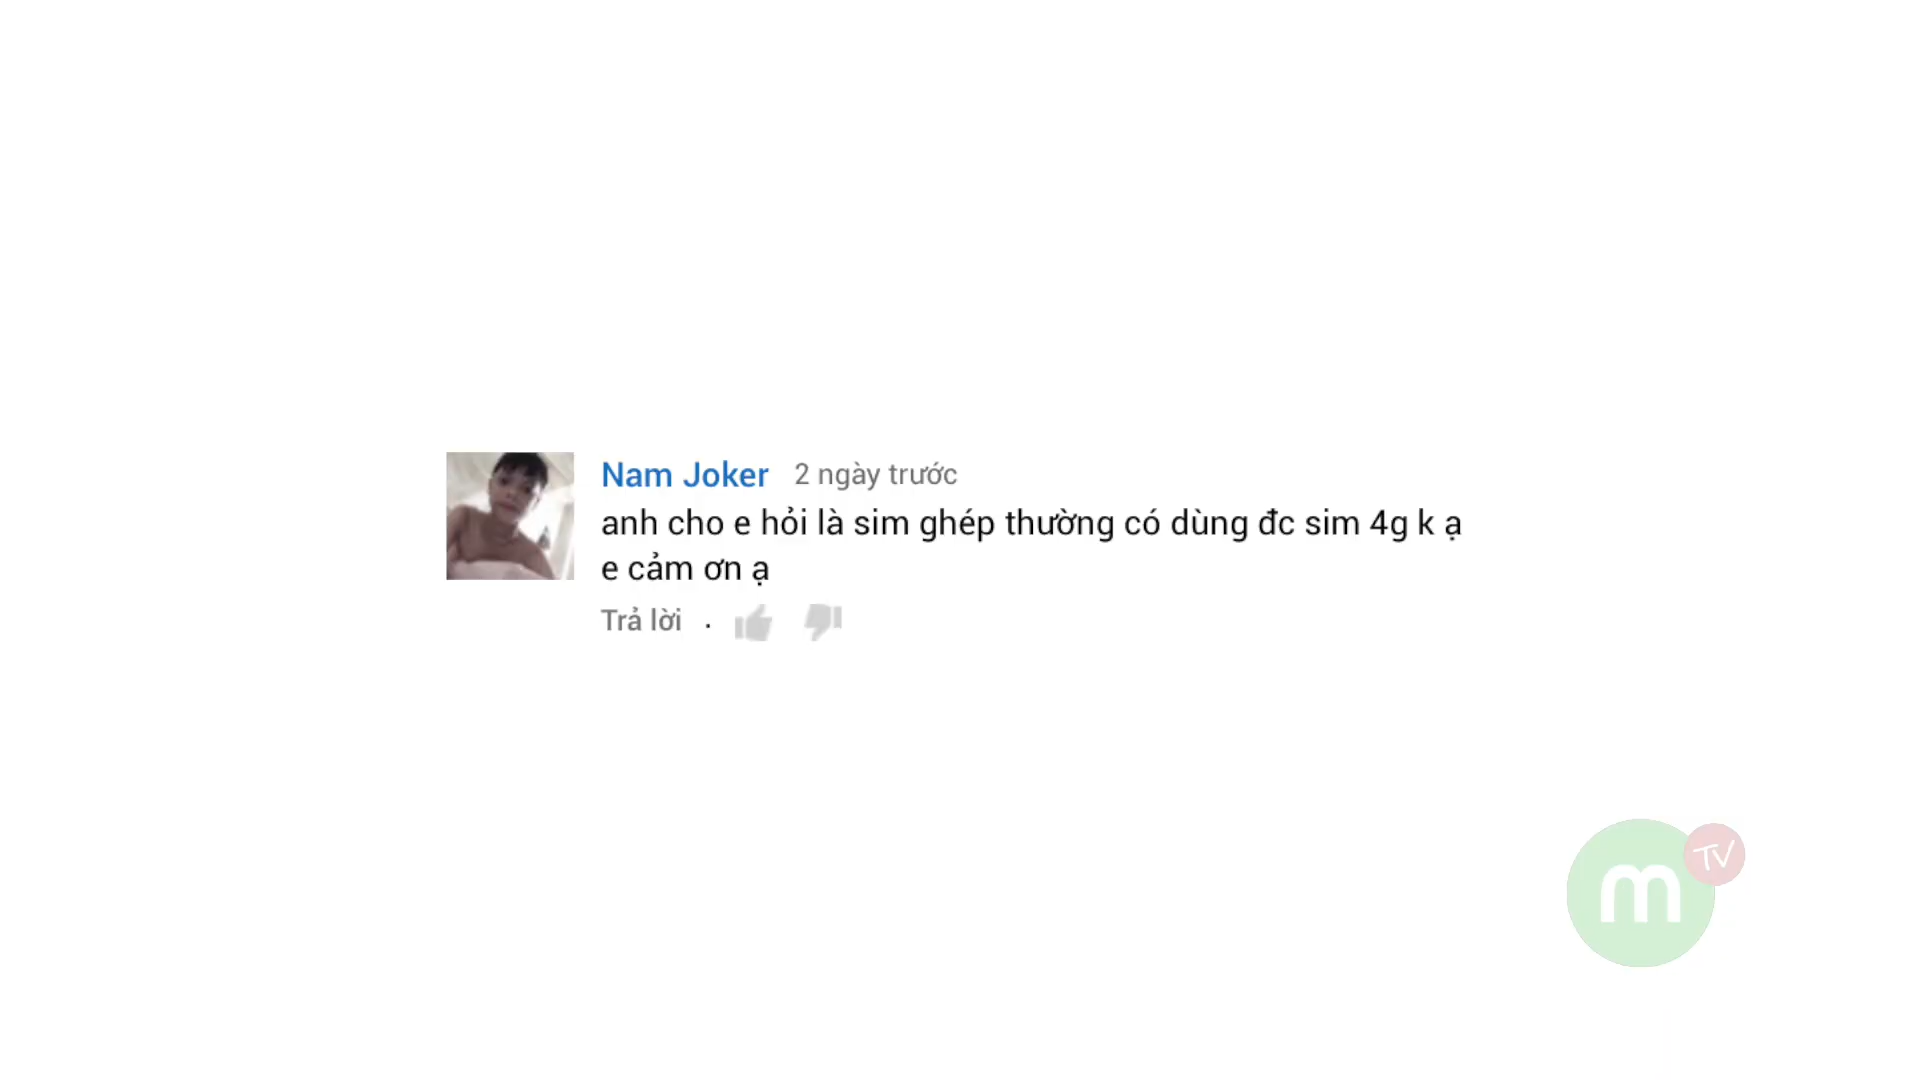 Nam Joker 2 ngày trước
anh cho e hỏi là sim ghép thường có dùng đc sim 4g k ạ
e cảm ơn ạ
Trả lời .
m TV